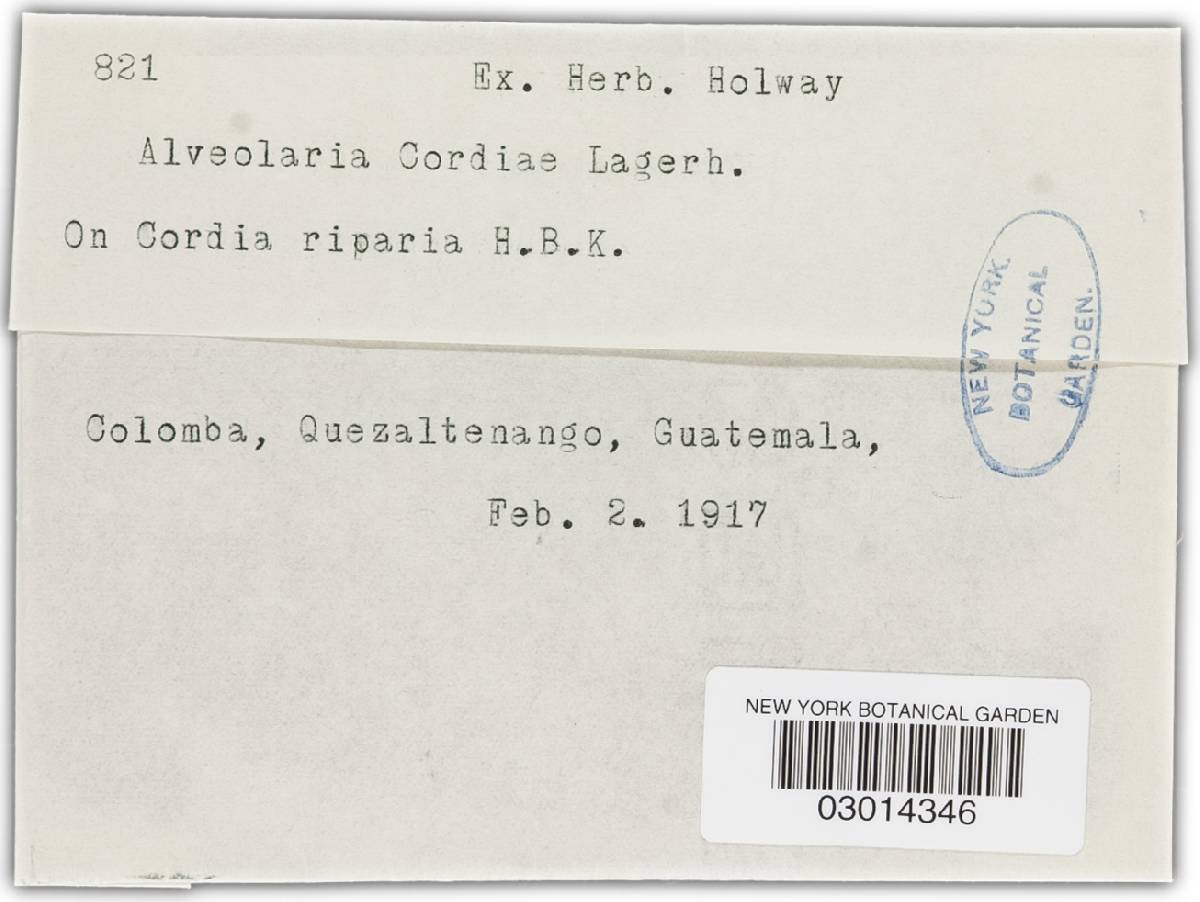 821
Ex. Herb. Holway
Alveolaria Cordiae Lagerh.
On Cordia riparia H.B.K.
NEW YORK.
BOTANICAL
GARDEN.
Colomba, Quezaltenango, Guatemala,
Feb. 2. 1917
NEW YORK BOTANICAL GARDEN
03014346